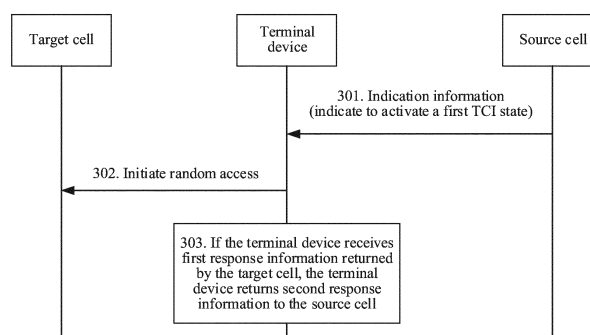 Target cell
Terminal
device
Source cell
301. Indication information
(indicate to activate a first TCI state)
302. Initiate random access
303. If the terminal device receives
first response information returned
by the target cell, the terminal
device returns second response
information to the source cell